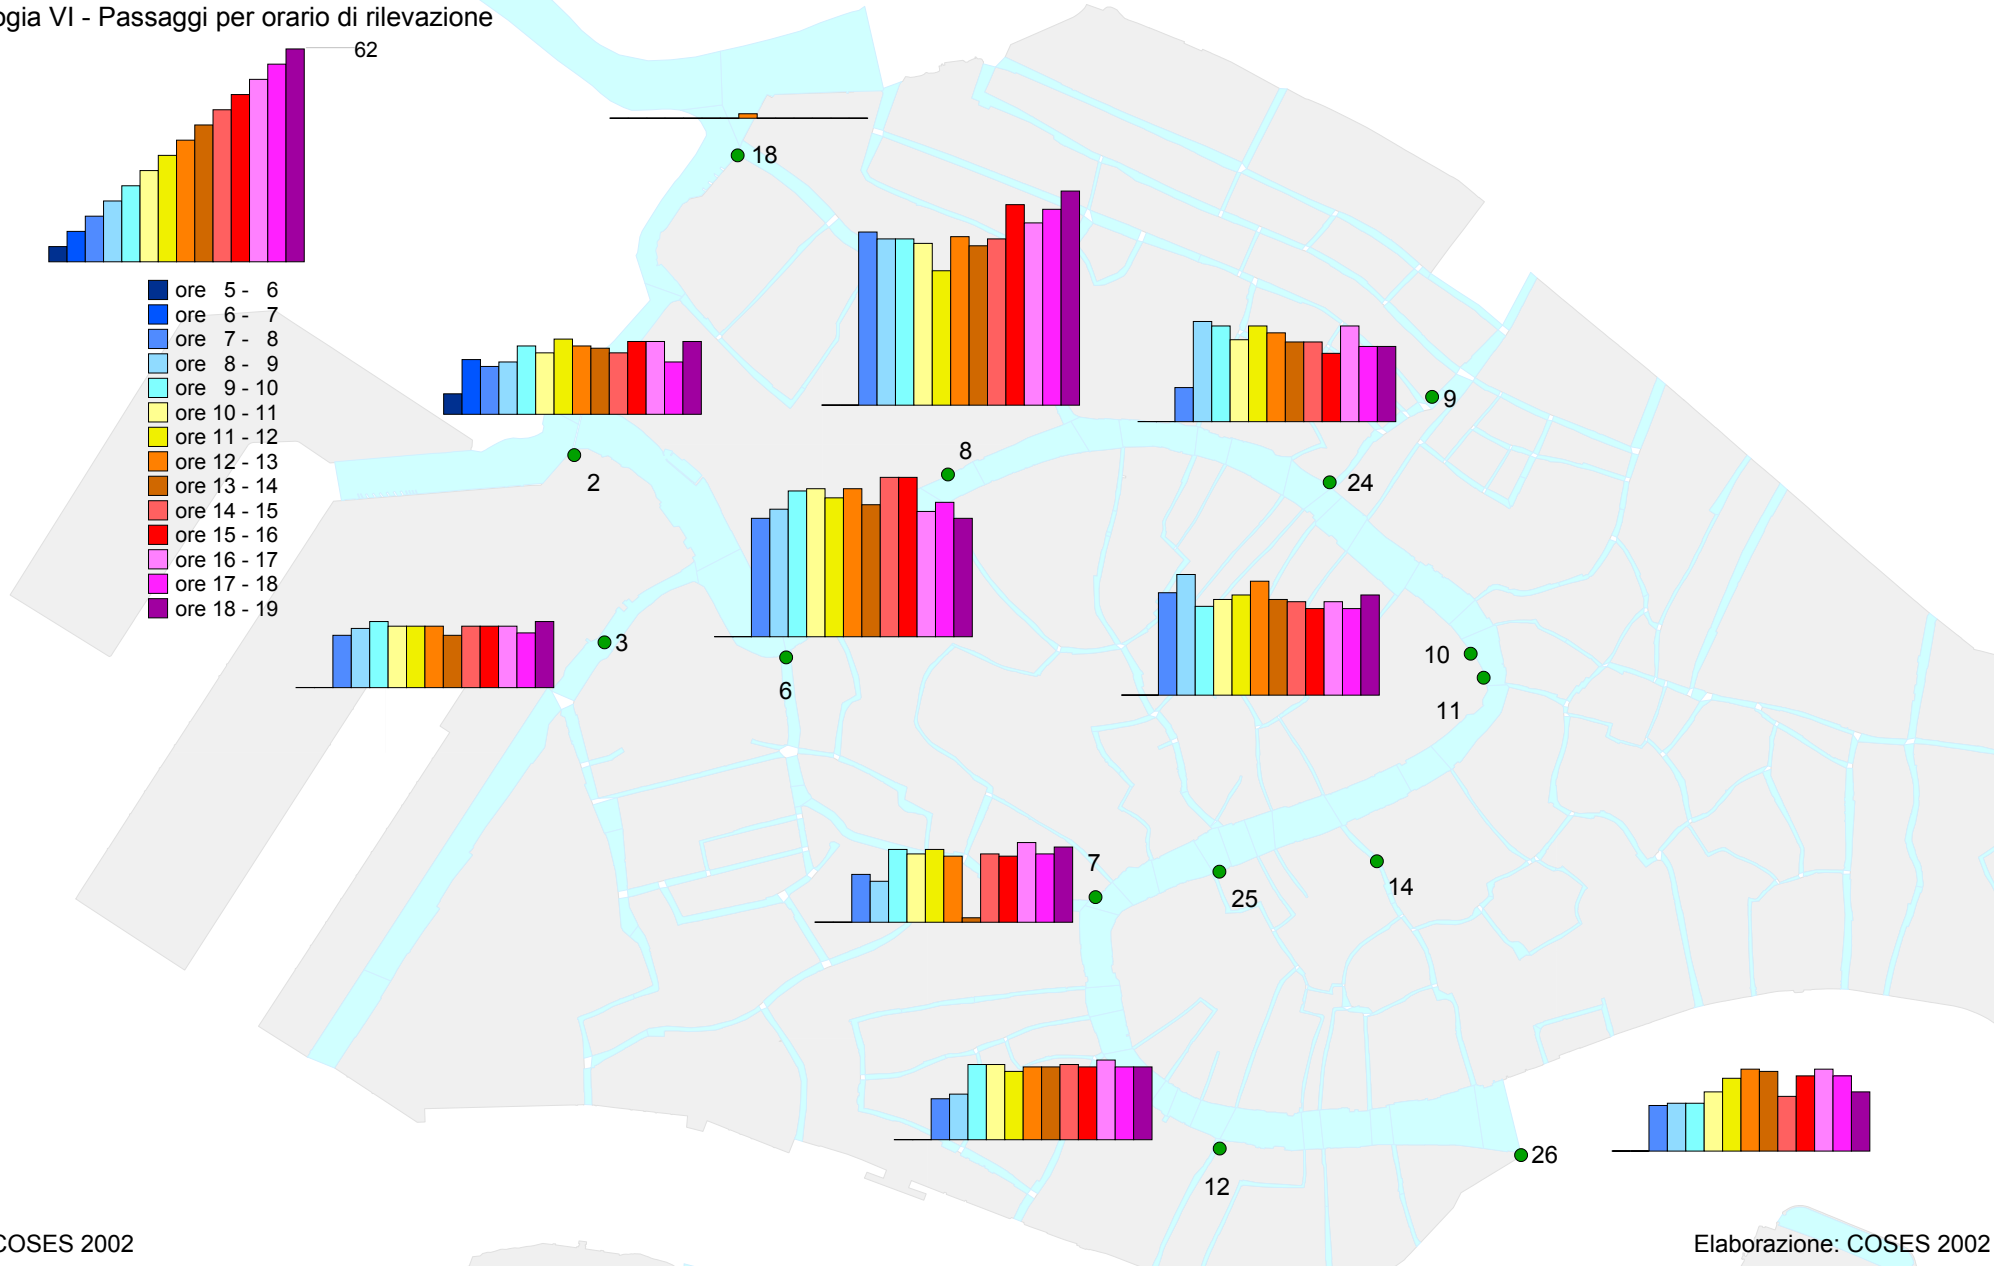 ogia VI - Passaggi per orario di rilevazione
62
ore 5 - 6
ore 6 - 7
ore 7 - 8
ore 8 - 9
ore 9 - 10
ore 10 - 11
ore 11 - 12
ore 12 - 13
ore 13 - 14
ore 14 - 15
ore 15 - 16
ore 16 - 17
ore 17 - 18
ore 18 - 19
18
9
8
2
24
3
10
6
11
7
14
25
26
12
COSES 2002
Elaborazione: COSES 2002